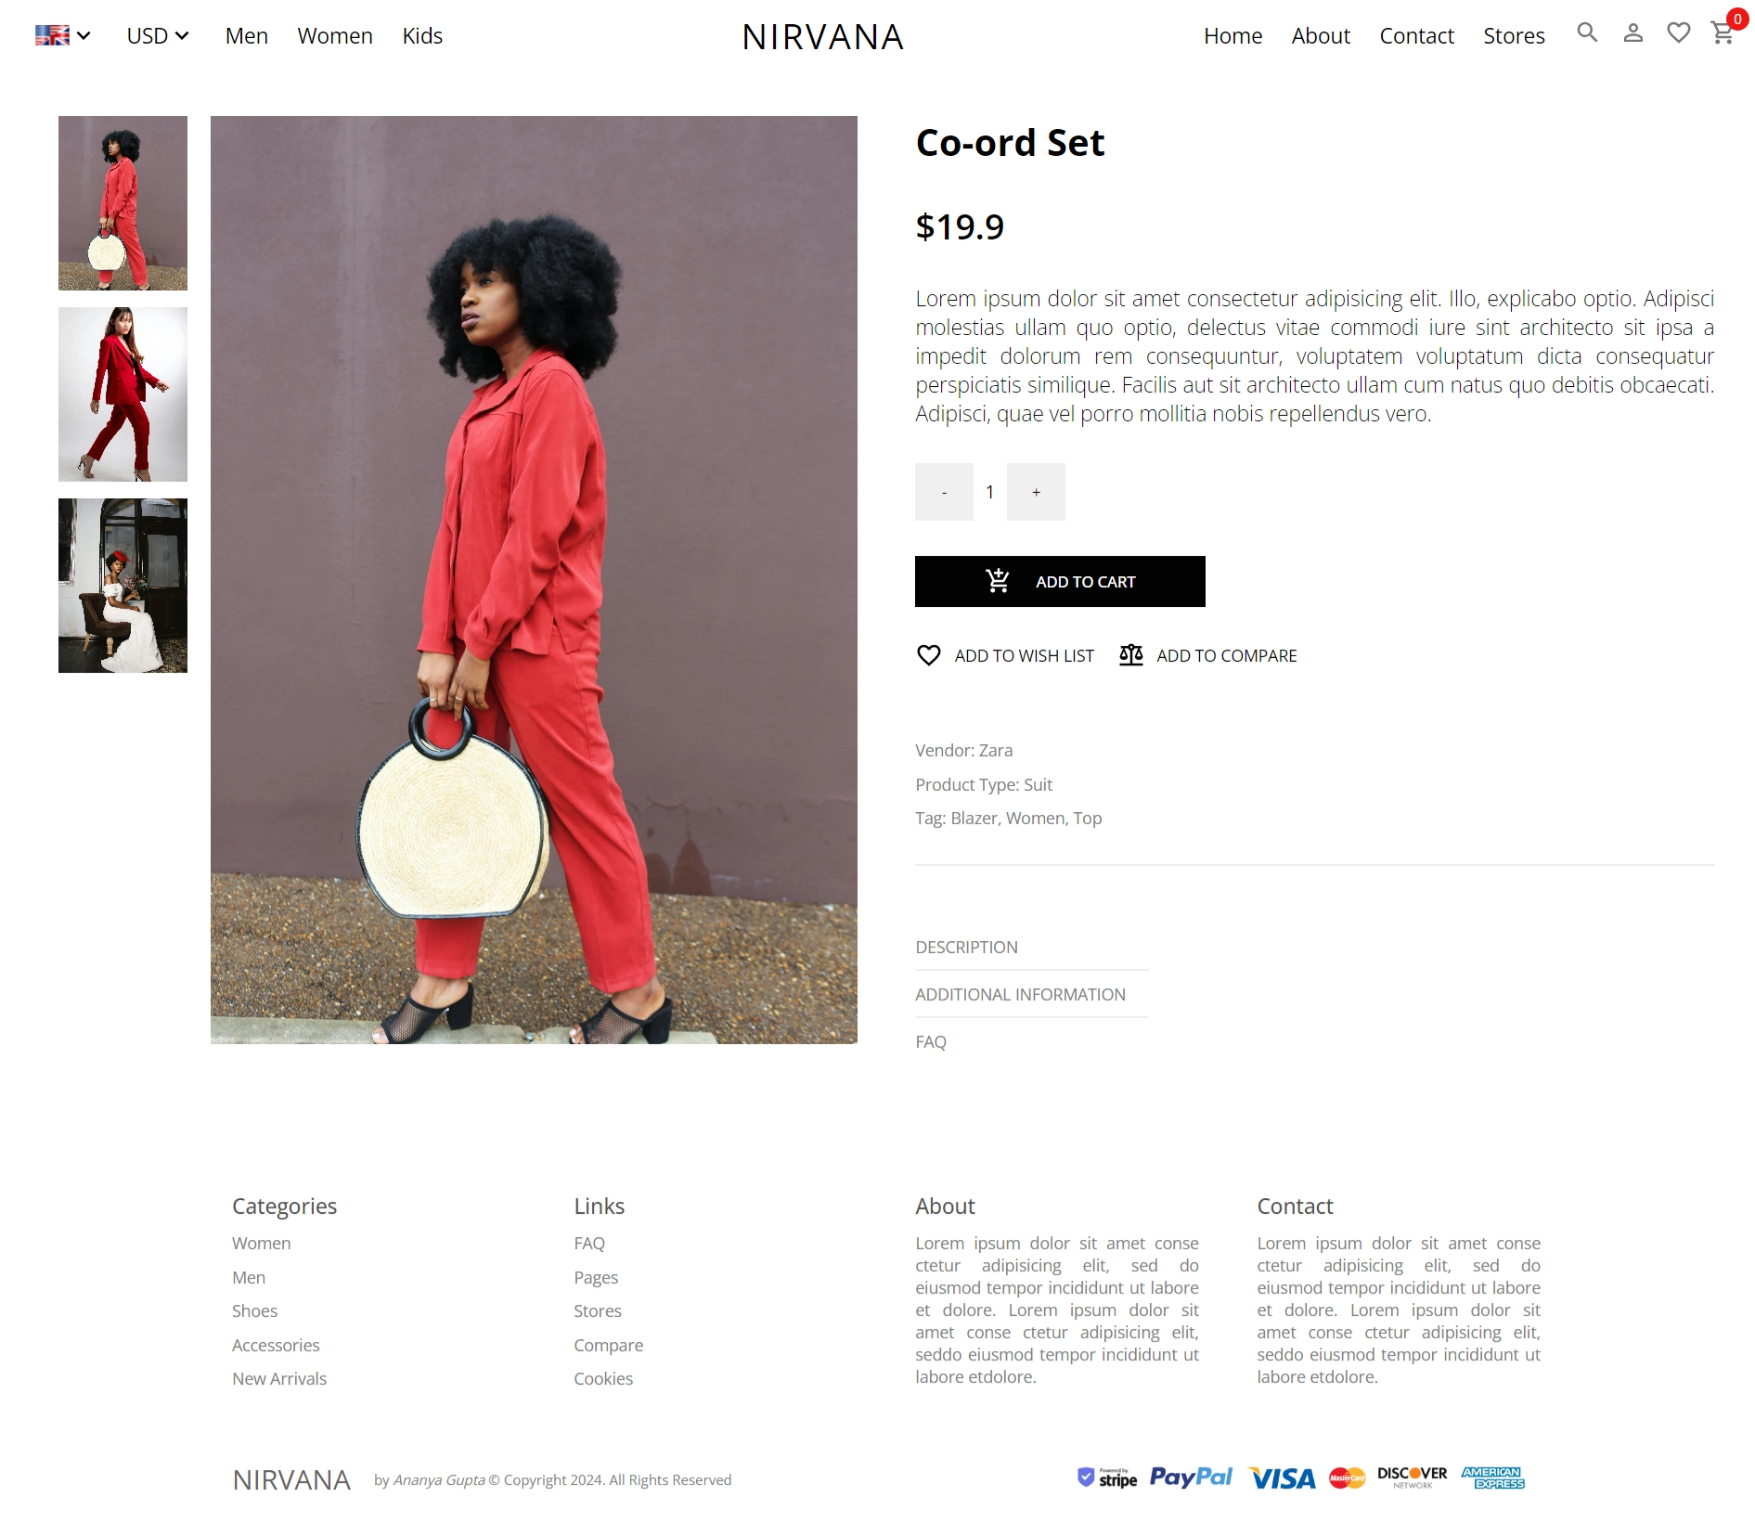 USD Men Women Kids NIRVANA Home About Contact Stores 0
Co-ord Set
$19.9
Lorem ipsum dolor sit amet consectetur adipisicing elit. Illo, explicabo optio. Adipisci
molestias ullam quo optio, delectus vitae commodi iure sint architecto sit ipsa a
impedit dolorum rem consequuntur, voluptatem voluptatum dicta consequatur
perspiciatis similique. Facilis aut sit architecto ullam cum natus quo debitis obcaecati.
Adipisci, quae vel porro mollitia nobis repellendus vero.
- 1 +
ADD TO CART
ADD TO WISH LIST ADD TO COMPARE
Vendor: Zara
Product Type: Suit
Tag: Blazer, Women, Top
DESCRIPTION
ADDITIONAL INFORMATION
FAQ
Categories
Women
Men
Shoes
Accessories
New Arrivals
Links
FAQ
Pages
Stores
Compare
Cookies
About
Lorem ipsum dolor sit amet conse
ctetur adipisicing elit, sed do
eiusmod tempor incididunt ut labore
et dolore. Lorem ipsum dolor sit
amet conse ctetur adipisicing elit,
seddo eiusmod tempor incididunt ut
labore etdolore.
Contact
Lorem ipsum dolor sit amet conse
ctetur adipisicing elit, sed do
eiusmod tempor incididunt ut labore
et dolore. Lorem ipsum dolor sit
amet conse ctetur adipisicing elit,
seddo eiusmod tempor incididunt ut
labore etdolore.
NIRVANA by Ananya Gupta © Copyright 2024. All Rights Reserved
Powered by
stripe PayPal VISA MasterCard DISCOVER
NETWORK
AMERICAN
EXPRESS